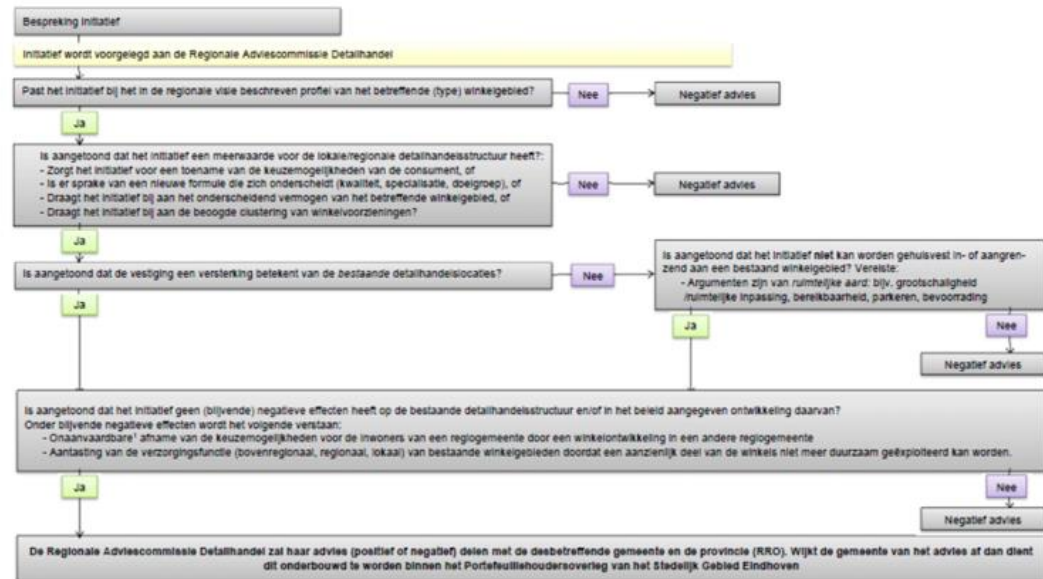 Bespreking initiatief
Initiatief wordt voorgelegd aan de Regionale Adviescommissie Detailhandel
Past het initiatief bij het in de regionale visie beschreven profiel van het betreffende (type) winkelgebied?
Nee
Negatief advies
Ja
Is aangetoond dat het initiatief een meerwaarde voor de lokale/regionale detailhandelsstructuur heeft?:
- Zorgt het initiatief voor een toename van de keuzemogelijkheden van de consument, of
- Is er sprake van een nieuwe formule die zich onderscheidt (kwaliteit, specialisatie, doelgroep), of
- Draagt het initiatief bij aan het onderscheidend vermogen van het betreffende winkelgebied, of
- Draagt het initiatief bij aan de beoogde clustering van winkelvoorzieningen?
Nee
Negatief advies
Ja
Is aangetoond dat de vestiging een versterking betekent van de bestaande detailhandelslocaties?
Nee
Is aangetoond dat het initiatief niet kan worden gehuisvest in- of aangren-
zend aan een bestaand winkelgebied? Vereiste:
- Argumenten zijn van ruimtelijke aard: bijv. grootschaligheid
/ruimtelijke inpassing, bereikbaarheid, parkeren, bevoorrading
Ja
Ja
Nee
Negatief advies
Is aangetoond dat het initiatief geen (blijvende) negatieve effecten heeft op de bestaande detailhandelsstructuur en/of in het beleid aangegeven ontwikkeling daarvan?
Onder blijvende negatieve effecten wordt het volgende verstaan:
- Onaanvaardbare¹ afname van de keuzemogelijkheden voor de inwoners van een regiogemeente door een winkelontwikkeling in een andere regiogemeente
- Aantasting van de verzorgingsfunctie (bovenregionaal, regionaal, lokaal) van bestaande winkelgebieden doordat een aanzienlijk deel van de winkels niet meer duurzaam geëxploiteerd kan worden.
Ja
Nee
Negatief advies
De Regionale Adviescommissie Detailhandel zal haar advies (positief of negatief) delen met de desbetreffende gemeente en de provincie (RRO). Wijkt de gemeente van het advies af dan dient
dit onderbouwd te worden binnen het Portefeuillehoudersoverleg van het Stedelijk Gebied Eindhoven